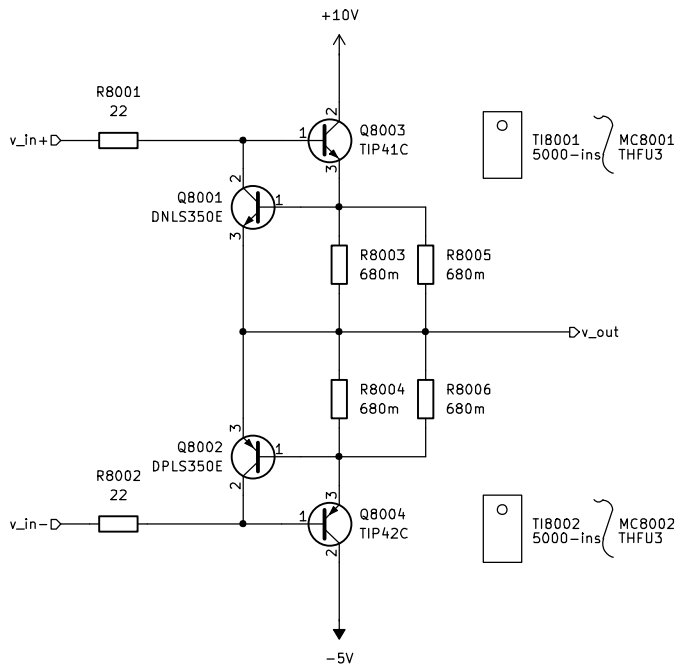 +10V
R8001
22
v_in+
1
2
3
Q8003
TIP41C
TI8001
5000-ins
MC8001
THFU3
Q8001
DNLS350E
2
1
3
R8003
680m
R8005
680m
v_out
R8004
680m
R8006
680m
Q8002
DPLS350E
3
1
2
R8002
22
v_in-
1
3
2
Q8004
TIP42C
TI8002
5000-ins
MC8002
THFU3
-5V